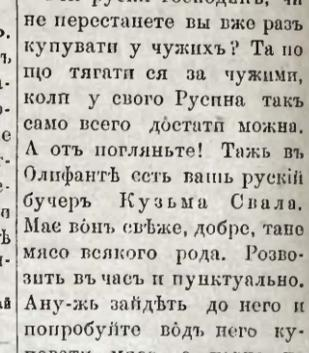 не перестанете вы вже разъ
купувати у чужихъ? Та по
що тягати ся за чужими,
коли у свого Русина такъ
само всего дôстати можна.
А отъ погляньте! Тажь въ
Олифантѣ есть вашь рускій
бучеръ Кузьма Свала.
Мае вôнъ свѣже, добре, тане
мясо всякого рода. Розво-
зить въ часъ и пунктуально.
Ану-жь зайдѣть до него и
попробуйте вôдъ него ку-